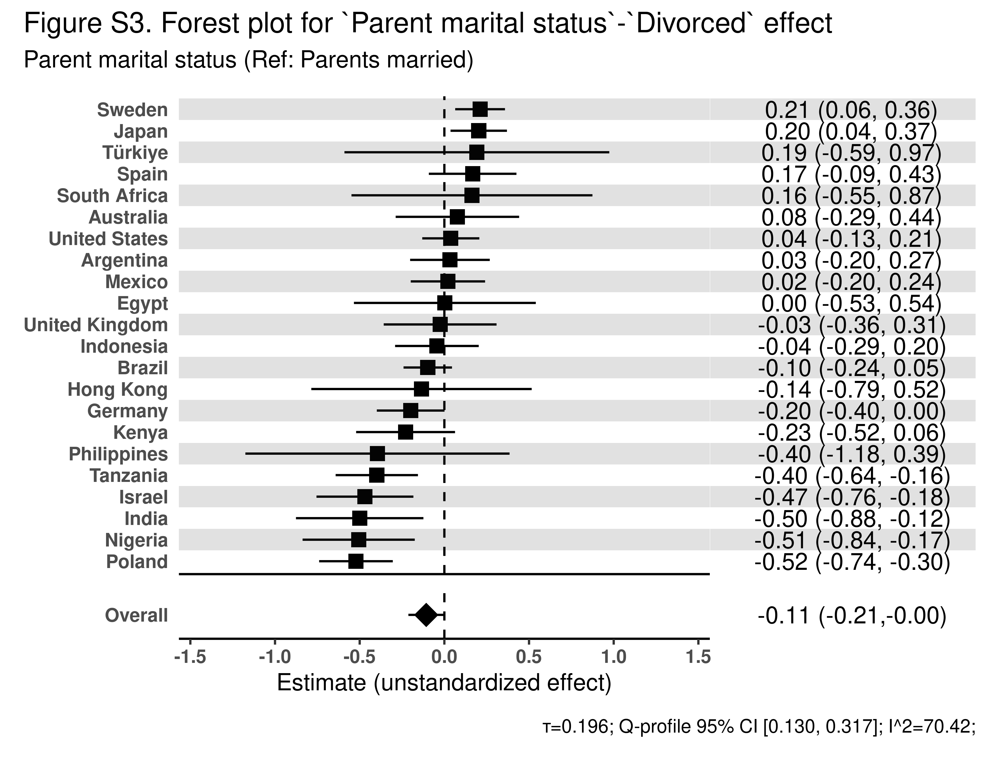 Figure S3. Forest plot for `Parent marital status`-`Divorced` effect
Parent marital status (Ref: Parents married)
Sweden 0.21 (0.06, 0.36)
Japan 0.20 (0.04, 0.37)
Türkiye 0.19 (-0.59, 0.97)
Spain 0.17 (-0.09, 0.43)
South Africa 0.16 (-0.55, 0.87)
Australia 0.08 (-0.29, 0.44)
United States 0.04 (-0.13, 0.21)
Argentina 0.03 (-0.20, 0.27)
Mexico 0.02 (-0.20, 0.24)
Egypt 0.00 (-0.53, 0.54)
United Kingdom -0.03 (-0.36, 0.31)
Indonesia -0.04 (-0.29, 0.20)
Brazil -0.10 (-0.24, 0.05)
Hong Kong -0.14 (-0.79, 0.52)
Germany -0.20 (-0.40, 0.00)
Kenya -0.23 (-0.52, 0.06)
Philippines -0.40 (-1.18, 0.39)
Tanzania -0.40 (-0.64, -0.16)
Israel -0.47 (-0.76, -0.18)
India -0.50 (-0.88, -0.12)
Nigeria -0.51 (-0.84, -0.17)
Poland -0.52 (-0.74, -0.30)
Overall -0.11 (-0.21,-0.00)
-1.5 -1.0 -0.5 0.0 0.5 1.0 1.5
Estimate (unstandardized effect)
τ=0.196; Q-profile 95% CI [0.130, 0.317]; I^2=70.42;